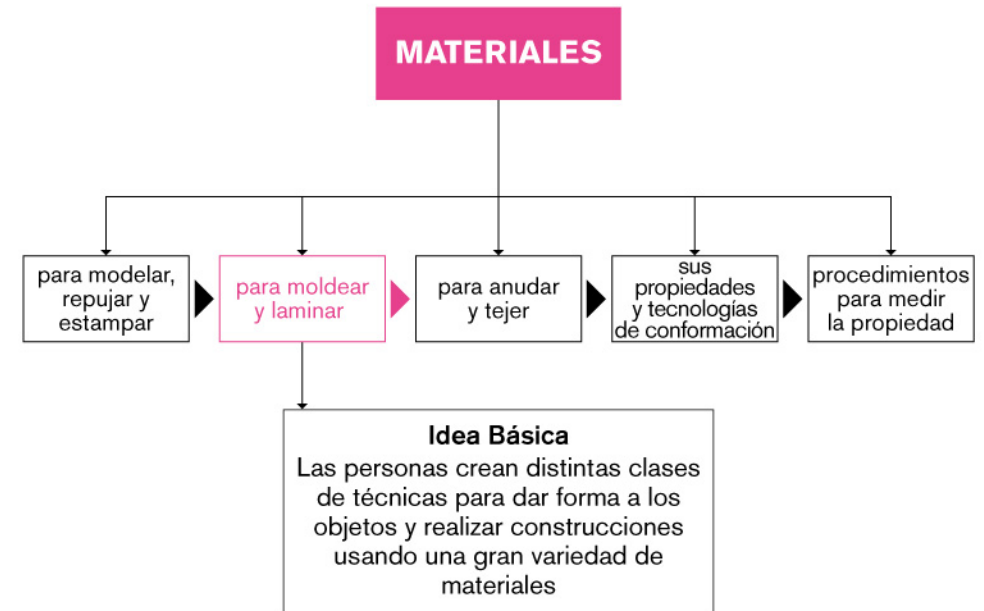 MATERIALES
para modelar,
repujar y
estampar
para moldear
y laminar
para anudar
y tejer
sus
propiedades
y tecnologías
de conformación
procedimientos
para medir
la propiedad
Idea Básica
Las personas crean distintas clases
de técnicas para dar forma a los
objetos y realizar construcciones
usando una gran variedad de
materiales